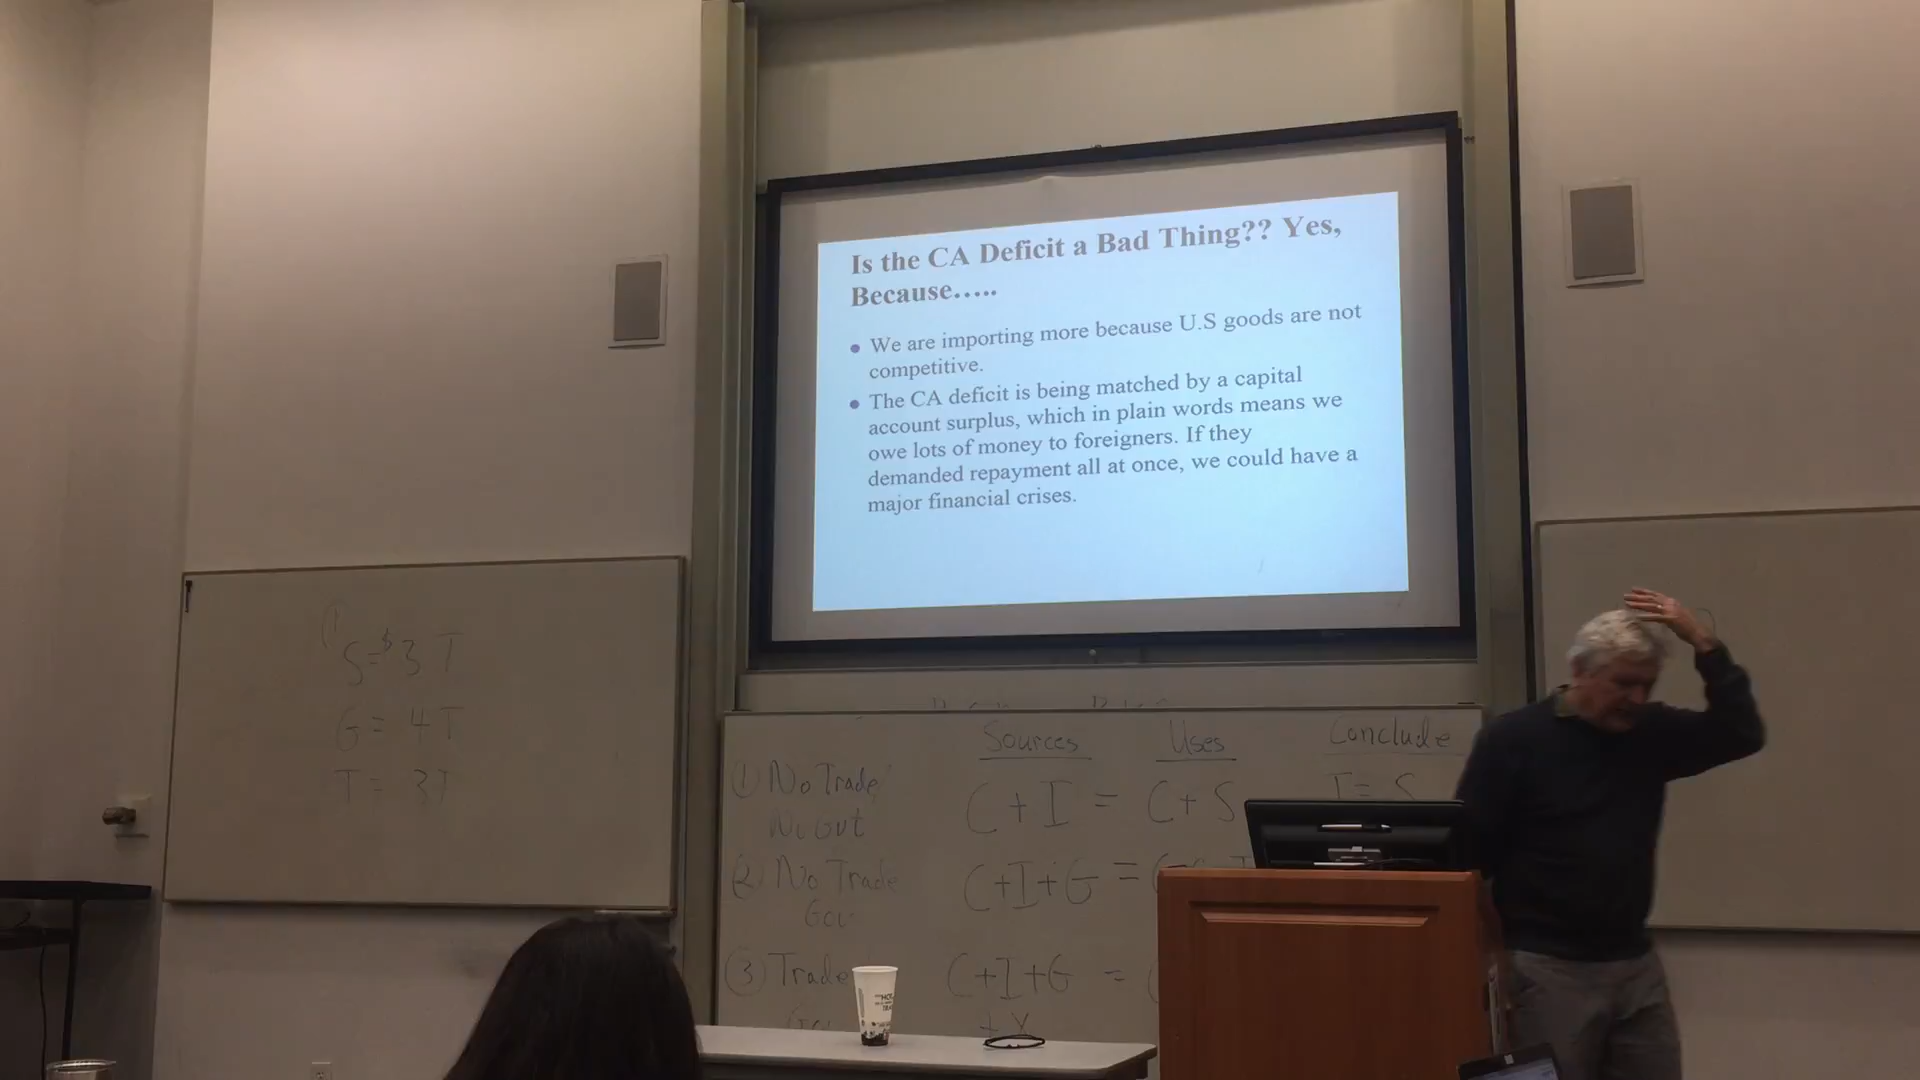 Is the CA Deficit a Bad Thing?? Yes,
Because.....
• We are importing more because U.S goods are not
competitive.
• The CA deficit is being matched by a capital
account surplus, which in plain words means we
owe lots of money to foreigners. If they
demanded repayment all at once, we could have a
major financial crises.
S=$3 T
G= 4T
T= 3T
Sources Uses Conclude
① No Trade C+I = C+S I= S
No Gvt
② No Trade C+I+G =
Gov
③ Trade C+I+G =
+ X